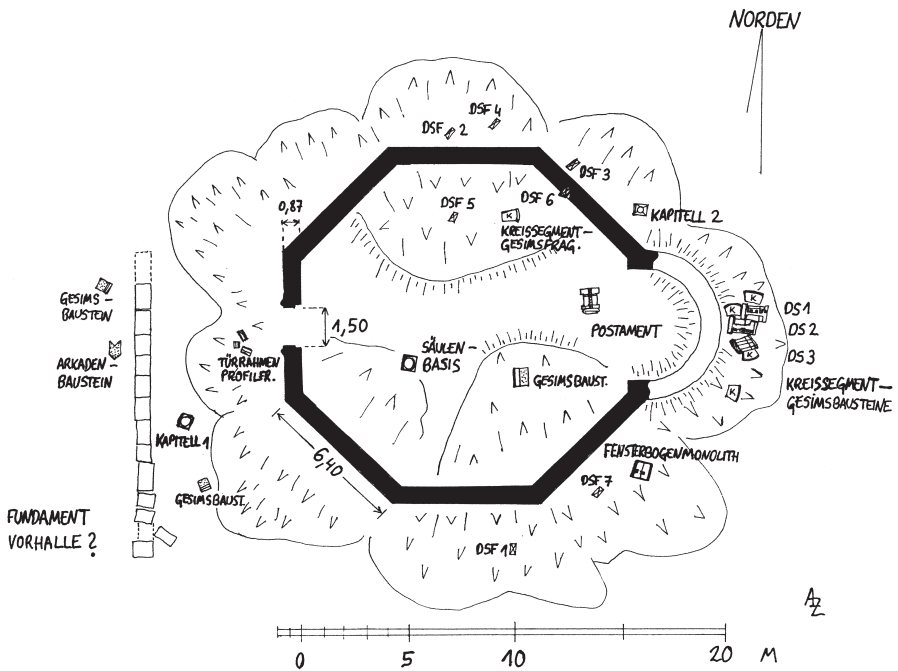 NORDEN
DSF 4
DSF 2
DSF 3
DSF 6
DSF 5
K
KREISSEGMENT-
GESIMSFRAG.
KAPITELL 2
0,87
GESIMS-
BAUSTEIN
1,50
POSTAMENT
K
DS 1
DS 2
K
DS 3
ARKADEN-
BAUSTEIN
TÜRRAHMEN
PROFILFR.
SÄULEN-
BASIS
GESIMSBAUST.
K
KREISSEGMENT-
GESIMSBAUSTEINE
KAPITELL 1
6,40
FENSTERBOGENMONOLITH
GESIMSBAUST.
DSF 7
FUNDAMENT
VORHALLE ?
DSF 1
AZ
0 5 10 20 M